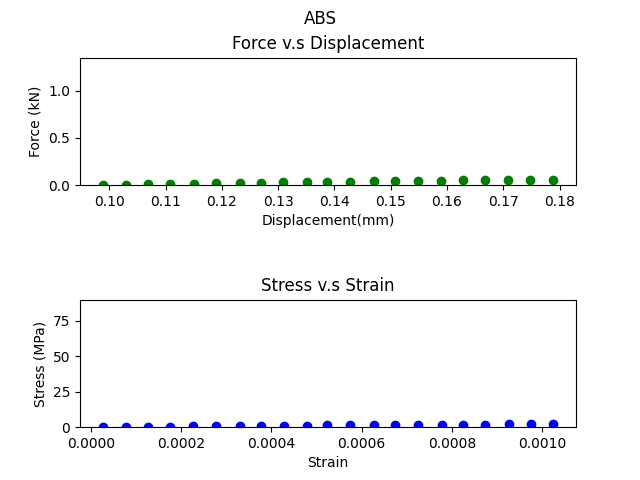 ABS
Force v.s Displacement
1.0
0.5
0.0
Force (kN)
0.10 0.11 0.12 0.13 0.14 0.15 0.16 0.17 0.18
Displacement(mm)
Stress v.s Strain
75
50
25
0
Stress (MPa)
0.0000 0.0002 0.0004 0.0006 0.0008 0.0010
Strain